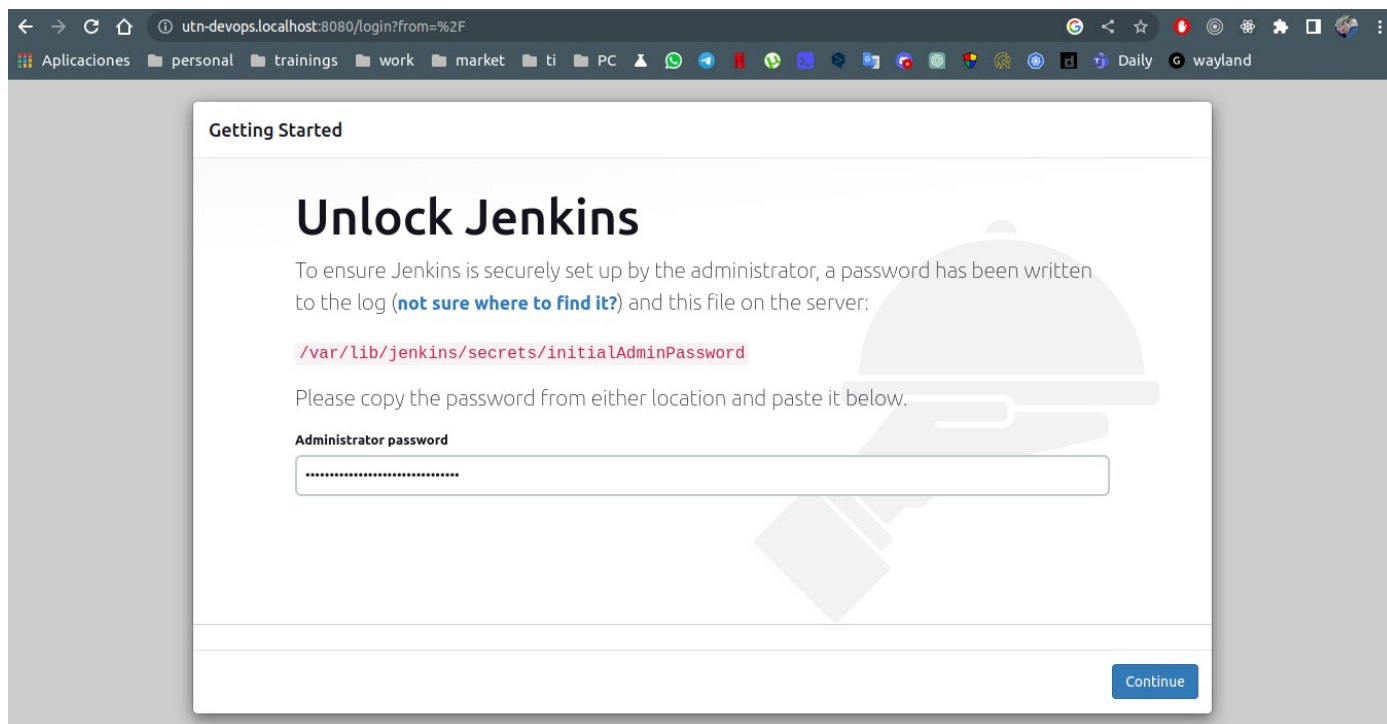 utn-devops.localhost:8080/login?from=%2F
Aplicaciones personal trainings work market ti PC Daily wayland
Getting Started
Unlock Jenkins
To ensure Jenkins is securely set up by the administrator, a password has been written
to the log (not sure where to find it?) and this file on the server:
/var/lib/jenkins/secrets/initialAdminPassword
Please copy the password from either location and paste it below.
Administrator password
••••••••••••••••••••••••••••••••
Continue